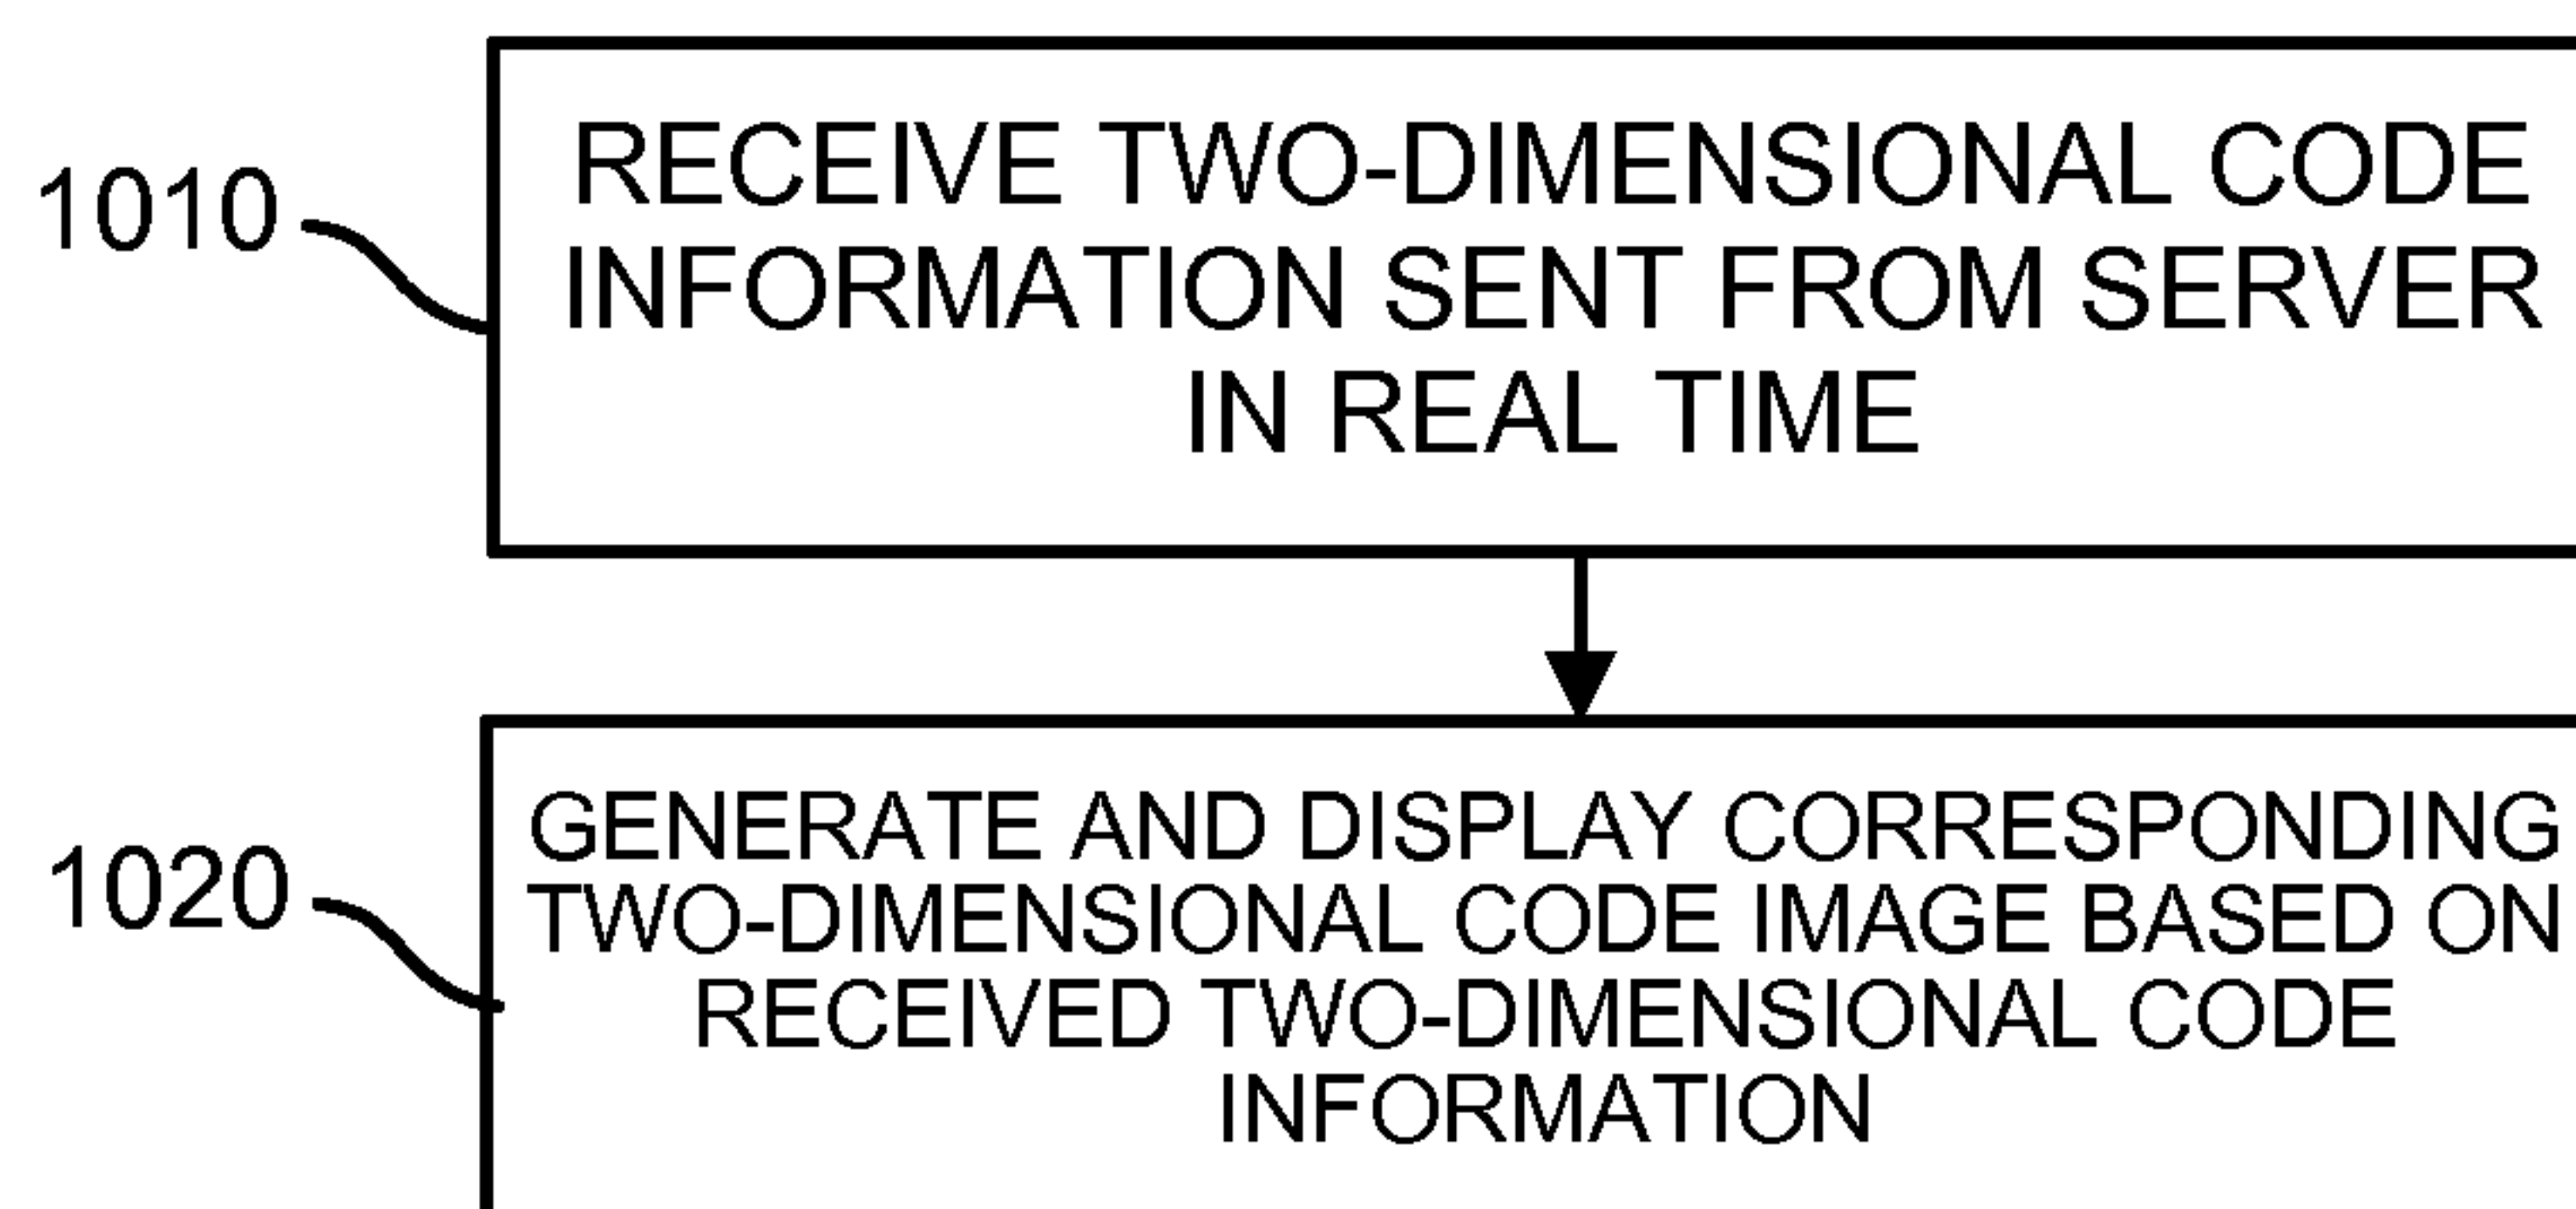 1010
RECEIVE TWO-DIMENSIONAL CODE
INFORMATION SENT FROM SERVER
IN REAL TIME
1020
GENERATE AND DISPLAY CORRESPONDING
TWO-DIMENSIONAL CODE IMAGE BASED ON
RECEIVED TWO-DIMENSIONAL CODE
INFORMATION